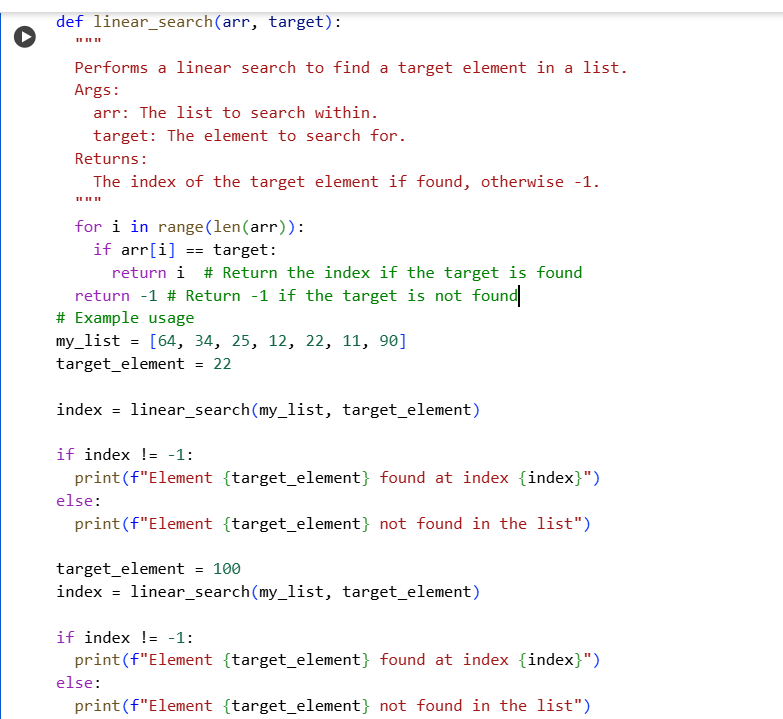 def linear_search(arr, target):
  """
  Performs a linear search to find a target element in a list.
  Args:
    arr: The list to search within.
    target: The element to search for.
  Returns:
    The index of the target element if found, otherwise -1.
  """
  for i in range(len(arr)):
    if arr[i] == target:
      return i  # Return the index if the target is found
  return -1 # Return -1 if the target is not found
# Example usage
my_list = [64, 34, 25, 12, 22, 11, 90]
target_element = 22

index = linear_search(my_list, target_element)

if index != -1:
  print(f"Element {target_element} found at index {index}")
else:
  print(f"Element {target_element} not found in the list")

target_element = 100
index = linear_search(my_list, target_element)

if index != -1:
  print(f"Element {target_element} found at index {index}")
else:
  print(f"Element {target_element} not found in the list")